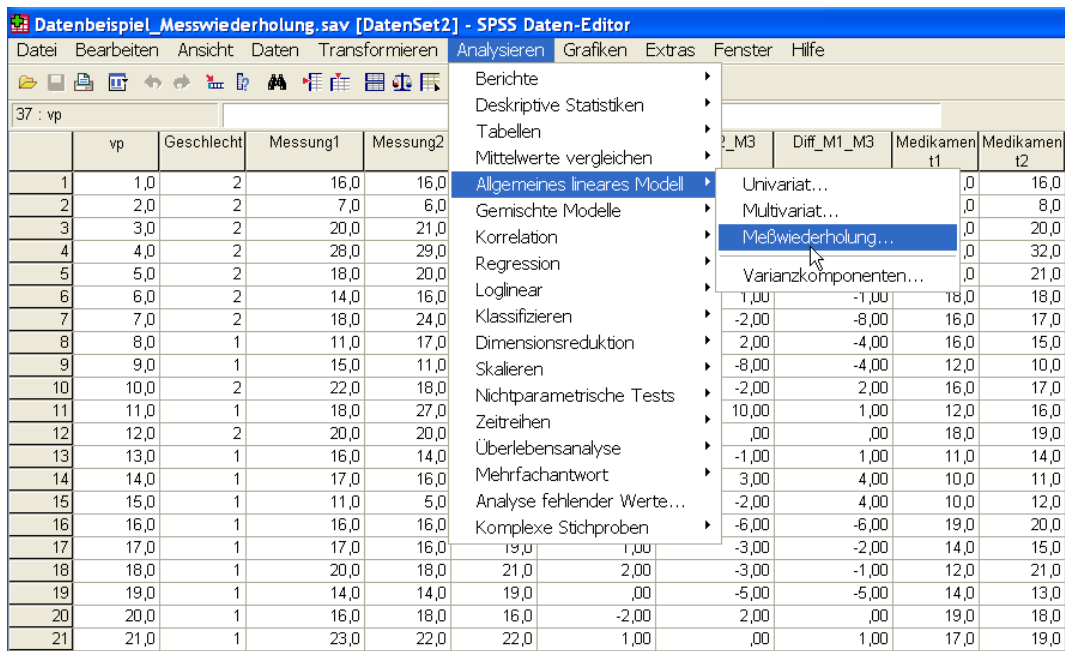 Datenbeispiel_Messwiederholung.sav [DatenSet2] - SPSS Daten-Editor
Datei Bearbeiten Ansicht Daten Transformieren Analysieren Grafiken Extras Fenster Hilfe
37 : vp
vp Geschlecht Messung1 Messung2 2_M3 Diff_M1_M3 Medikamen t1 Medikamen t2
Berichte
Deskriptive Statistiken
Tabellen
Mittelwerte vergleichen
Allgemeines lineares Modell
Gemischte Modelle
Korrelation
Regression
Loglinear
Klassifizieren
Dimensionsreduktion
Skalieren
Nichtparametrische Tests
Zeitreihen
Überlebensanalyse
Mehrfachantwort
Analyse fehlender Werte...
Komplexe Stichproben
Univariat...
Multivariat...
Meßwiederholung...
Varianzkomponenten...
1 1,0 2 16,0 16,0 ,0 16,0
2 2,0 2 7,0 6,0 ,0 8,0
3 3,0 2 20,0 21,0 ,0 20,0
4 4,0 2 28,0 29,0 ,0 32,0
5 5,0 2 18,0 20,0 ,0 21,0
6 6,0 2 14,0 16,0 1,00 -1,00 18,0 18,0
7 7,0 2 18,0 24,0 -2,00 -8,00 16,0 17,0
8 8,0 1 11,0 17,0 2,00 -4,00 16,0 15,0
9 9,0 1 15,0 11,0 -8,00 -4,00 12,0 10,0
10 10,0 2 22,0 18,0 -2,00 2,00 16,0 17,0
11 11,0 1 18,0 27,0 10,00 1,00 12,0 16,0
12 12,0 2 20,0 20,0 ,00 ,00 18,0 19,0
13 13,0 1 16,0 14,0 -1,00 1,00 11,0 14,0
14 14,0 1 17,0 16,0 3,00 4,00 10,0 11,0
15 15,0 1 11,0 5,0 -2,00 4,00 10,0 12,0
16 16,0 1 16,0 16,0 -6,00 -6,00 19,0 20,0
17 17,0 1 17,0 16,0 19,0 1,00 -3,00 -2,00 14,0 15,0
18 18,0 1 20,0 18,0 21,0 2,00 -3,00 -1,00 12,0 21,0
19 19,0 1 14,0 14,0 19,0 ,00 -5,00 -5,00 14,0 13,0
20 20,0 1 16,0 18,0 16,0 -2,00 2,00 ,00 19,0 18,0
21 21,0 1 23,0 22,0 22,0 1,00 ,00 1,00 17,0 19,0